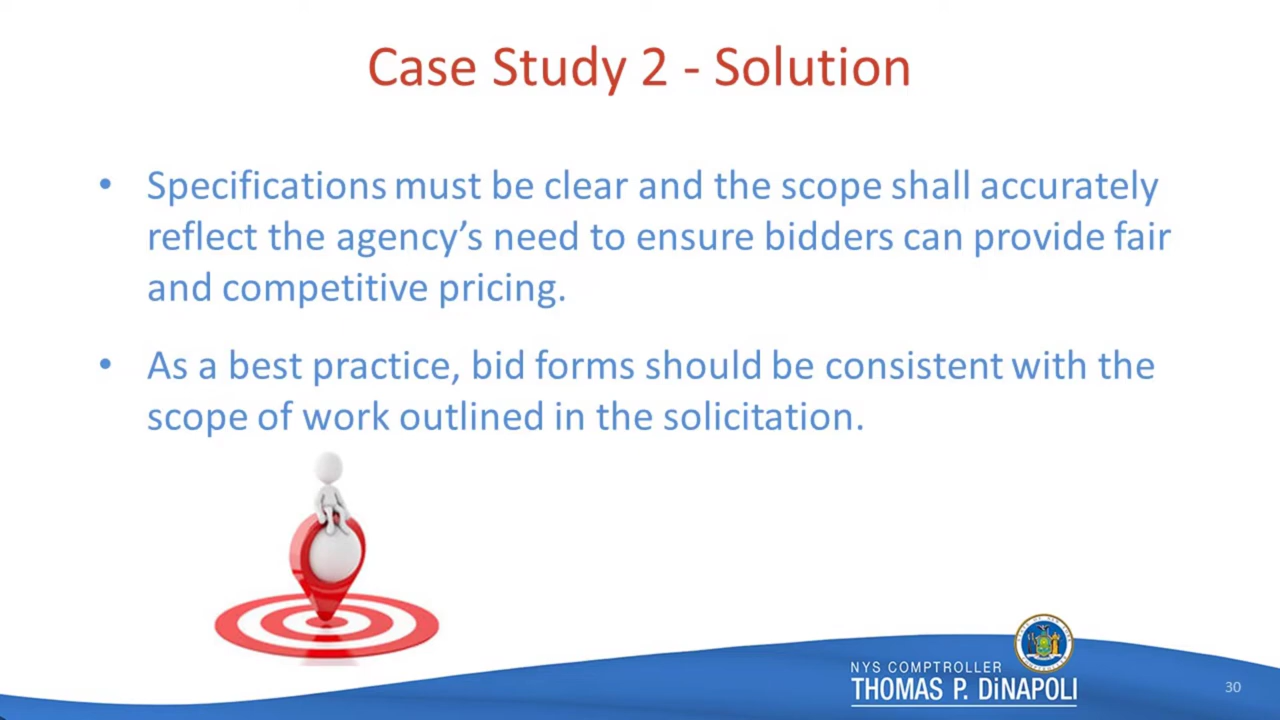 Case Study 2 - Solution
• Specifications must be clear and the scope shall accurately
reflect the agency’s need to ensure bidders can provide fair
and competitive pricing.
• As a best practice, bid forms should be consistent with the
scope of work outlined in the solicitation.
NYS COMPTROLLER
THOMAS P. DiNAPOLI
30